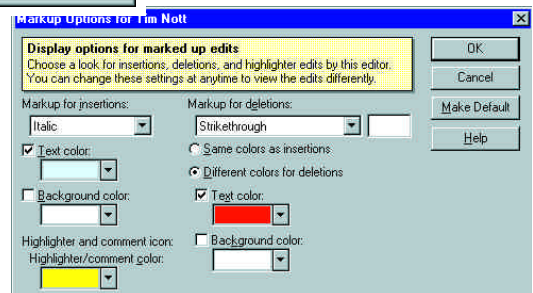 Markup Options for Tim Nott
Display options for marked up edits
Choose a look for insertions, deletions, and highlighter edits by this editor.
You can change these settings at anytime to view the edits differently.
OK
Cancel
Make Default
Help
Markup for insertions:
Italic
Text color:
Background color:
Highlighter and comment icon:
Highlighter/comment color:
Markup for deletions:
Strikethrough
Same colors as insertions
Different colors for deletions
Text color:
Background color: